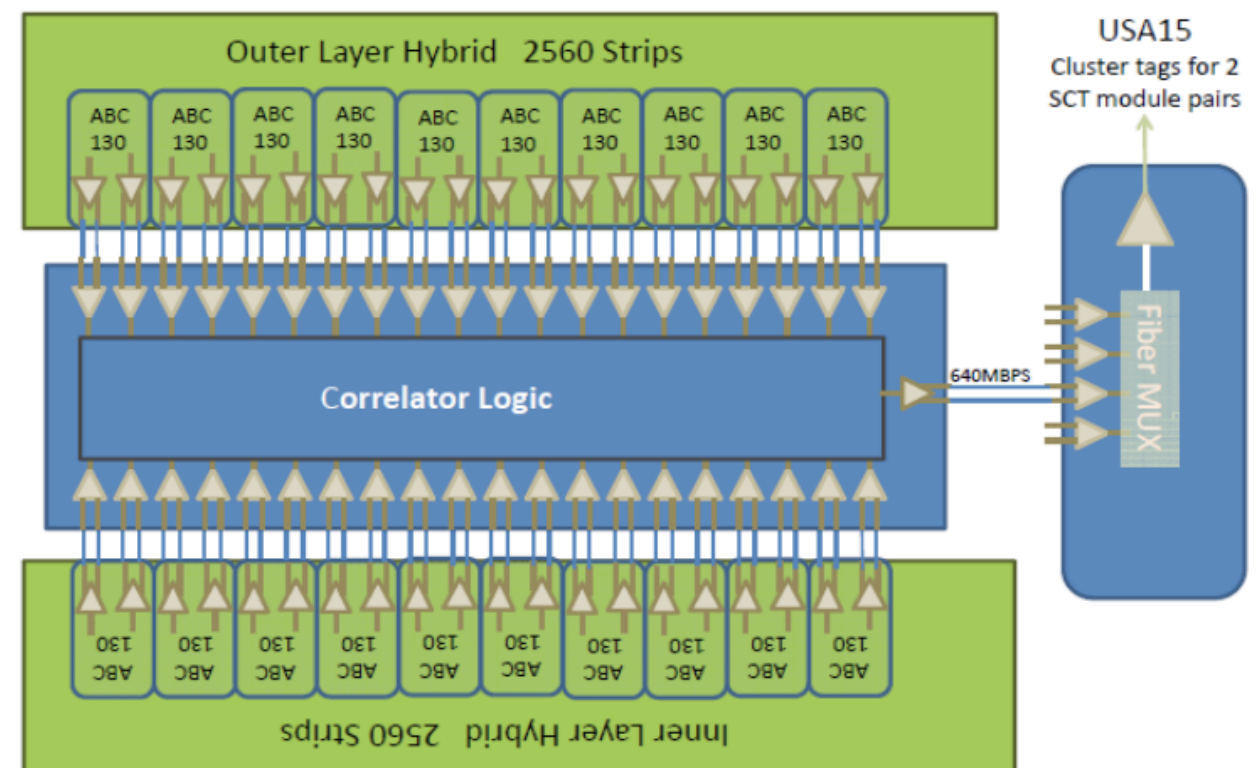 Outer Layer Hybrid 2560 Strips
ABC
130
ABC
130
ABC
130
ABC
130
ABC
130
ABC
130
ABC
130
ABC
130
ABC
130
ABC
130
USA15
Cluster tags for 2
SCT module pairs
Correlator Logic
640MBPS
Fiber MUX
ABC
130
ABC
130
ABC
130
ABC
130
ABC
130
ABC
130
ABC
130
ABC
130
ABC
130
ABC
130
Inner Layer Hybrid 2560 Strips